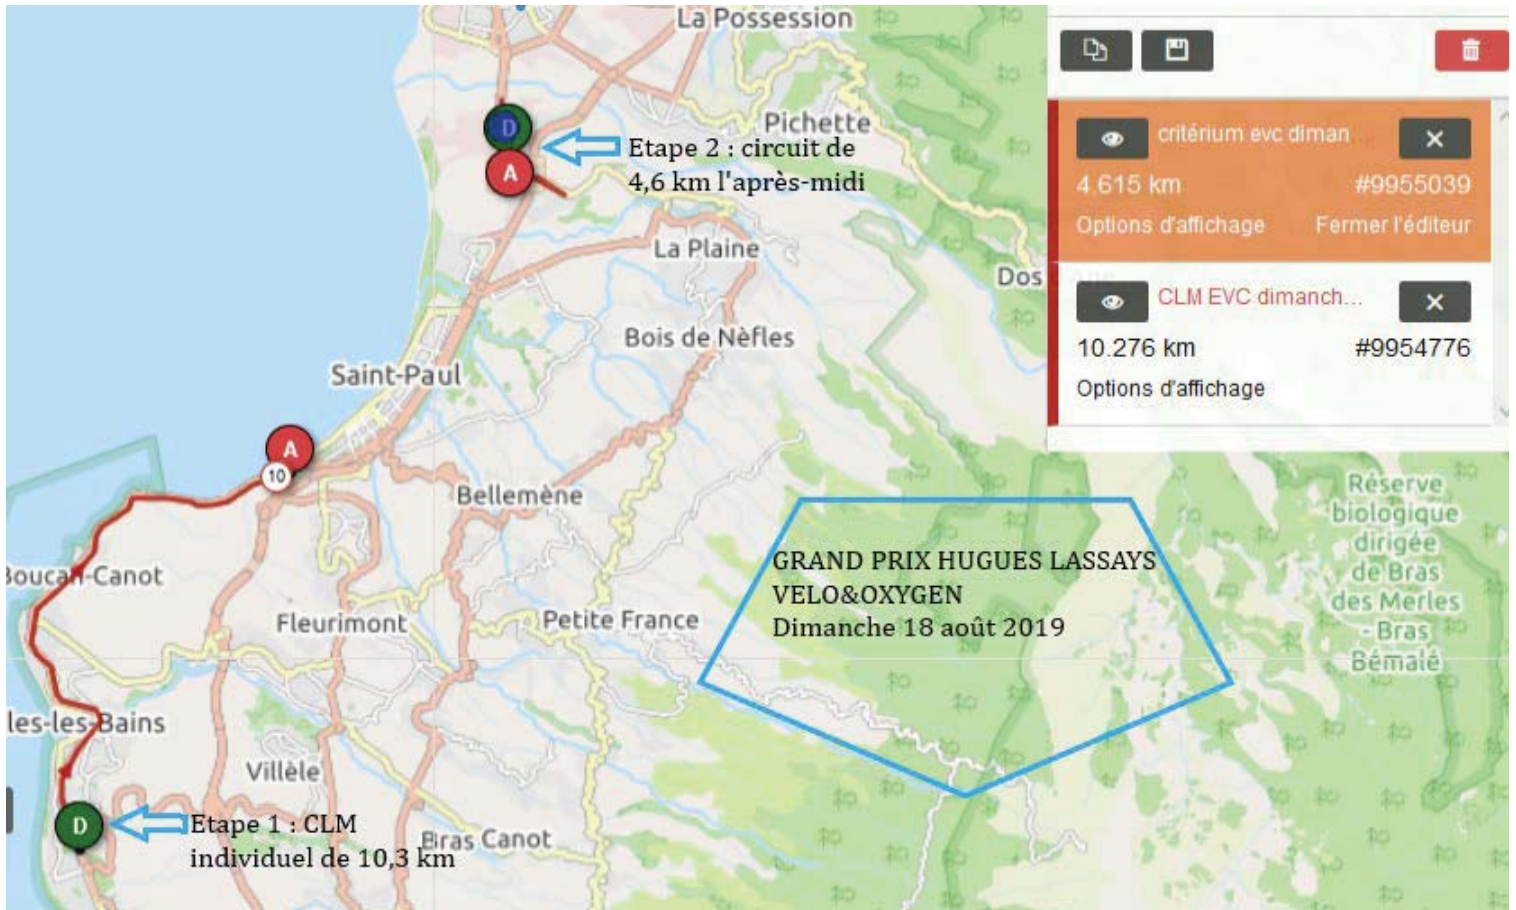 La Possession
D
Pichette
Etape 2 : circuit de
4,6 km l'après-midi
A
La Plaine
Dos d'Ane
Bois de Nèfles
Saint-Paul
A
10
Bellemène
Boucan-Canot
Fleurimont
Petite France
les-les-Bains
Villèle
D
Etape 1 : CLM
individuel de 10,3 km
Bras Canot
GRAND PRIX HUGUES LASSAYS
VELO&OXYGEN
Dimanche 18 août 2019
Réserve
biologique
dirigée
de Bras
des Merles
- Bras
Bémalé
critérium evc diman ...
4.615 km #9955039
Options d'affichage Fermer l'éditeur
CLM EVC dimanch...
10.276 km #9954776
Options d'affichage